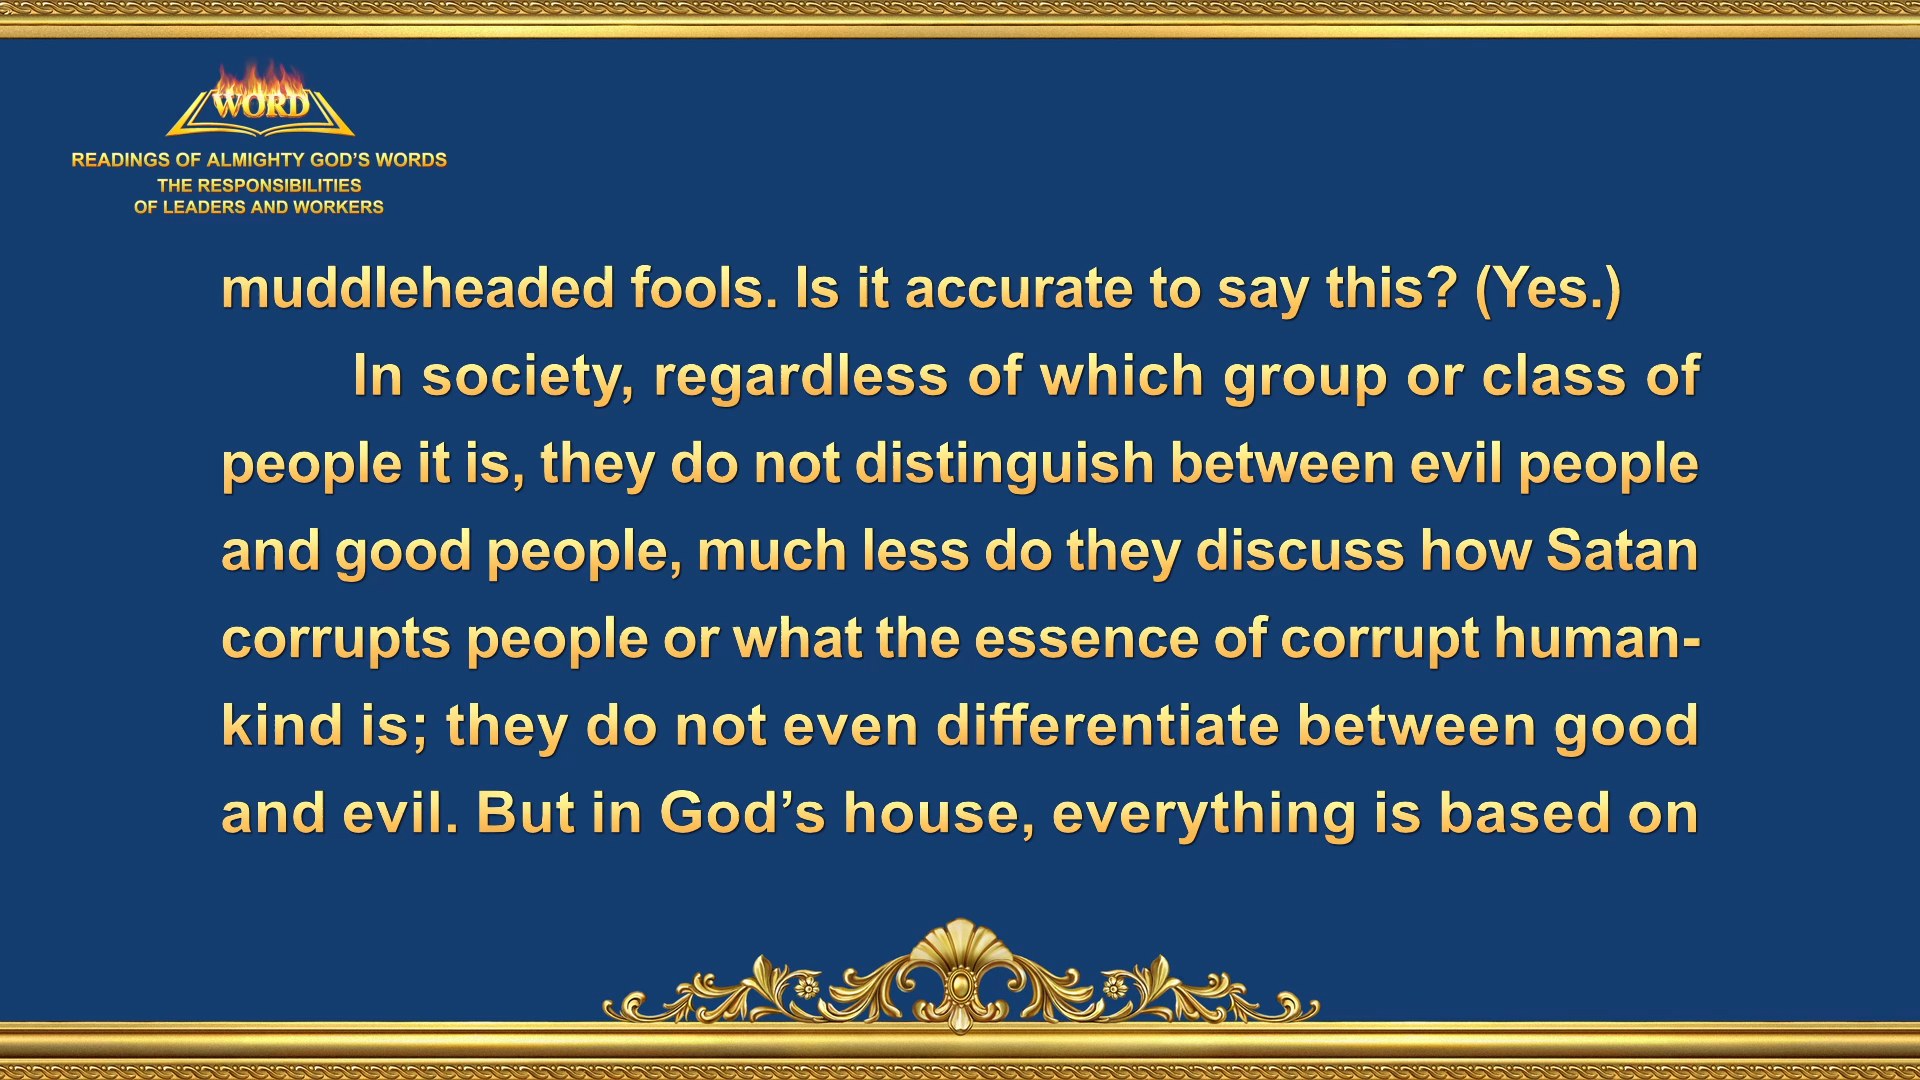 WORD
READINGS OF ALMIGHTY GOD’S WORDS
THE RESPONSIBILITIES
OF LEADERS AND WORKERS
muddleheaded fools. Is it accurate to say this? (Yes.)
In society, regardless of which group or class of
people it is, they do not distinguish between evil people
and good people, much less do they discuss how Satan
corrupts people or what the essence of corrupt human-
kind is; they do not even differentiate between good
and evil. But in God’s house, everything is based on